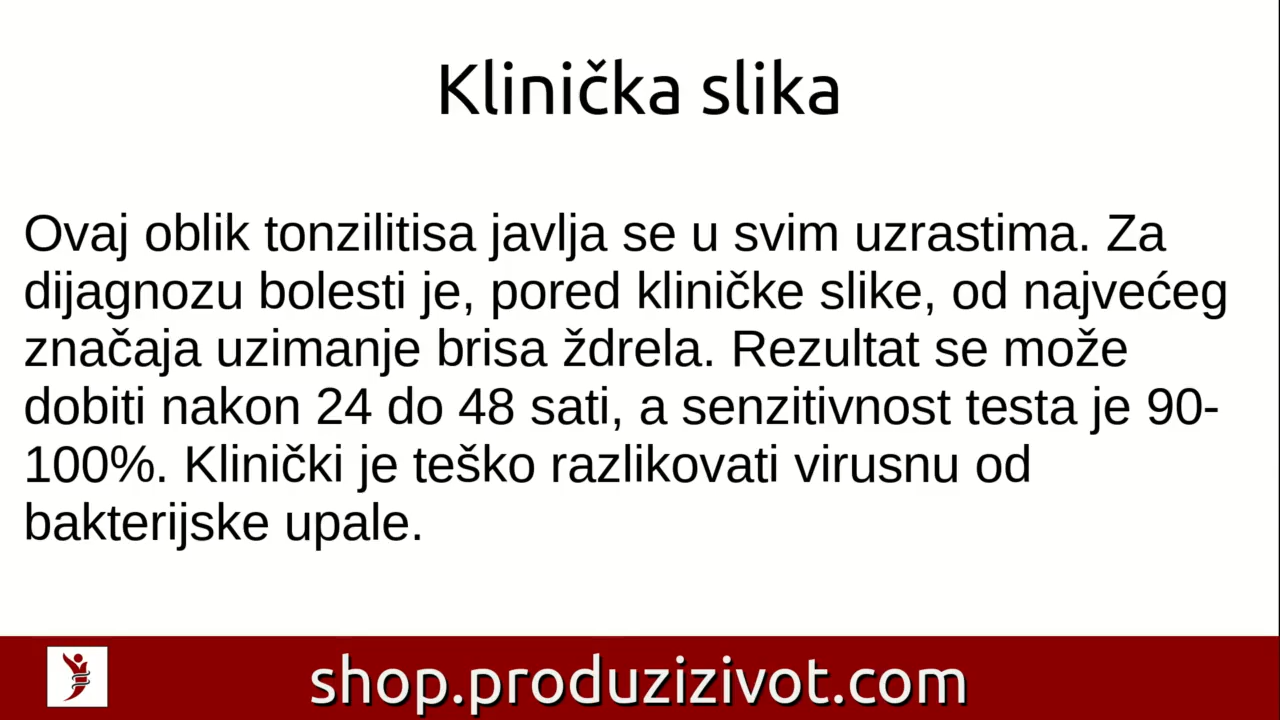 Klinička slika
Ovaj oblik tonzilitisa javlja se u svim uzrastima. Za
dijagnozu bolesti je, pored kliničke slike, od najvećeg
značaja uzimanje brisa ždrela. Rezultat se može
dobiti nakon 24 do 48 sati, a senzitivnost testa je 90-
100%. Klinički je teško razlikovati virusnu od
bakterijske upale.
shop.produzizivot.com